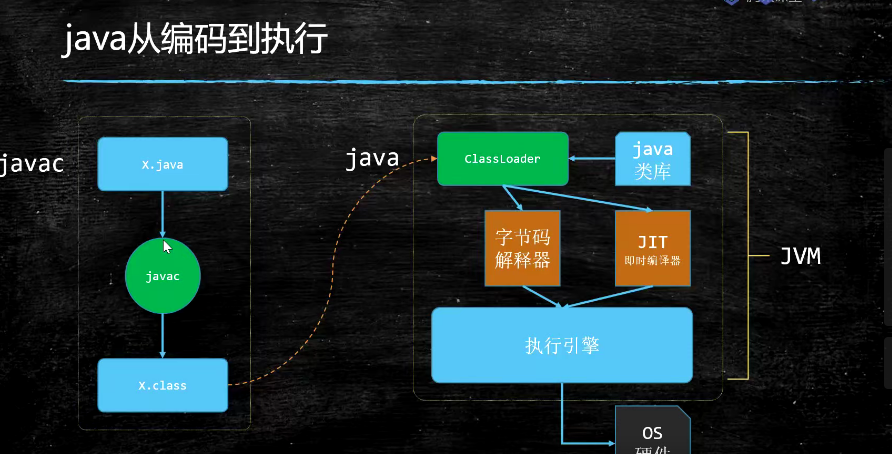 java从编码到执行
javac
X.java
javac
X.class
java
ClassLoader
java
类库
字节码
解释器
JIT
即时编译器
执行引擎
JVM
OS
硬件